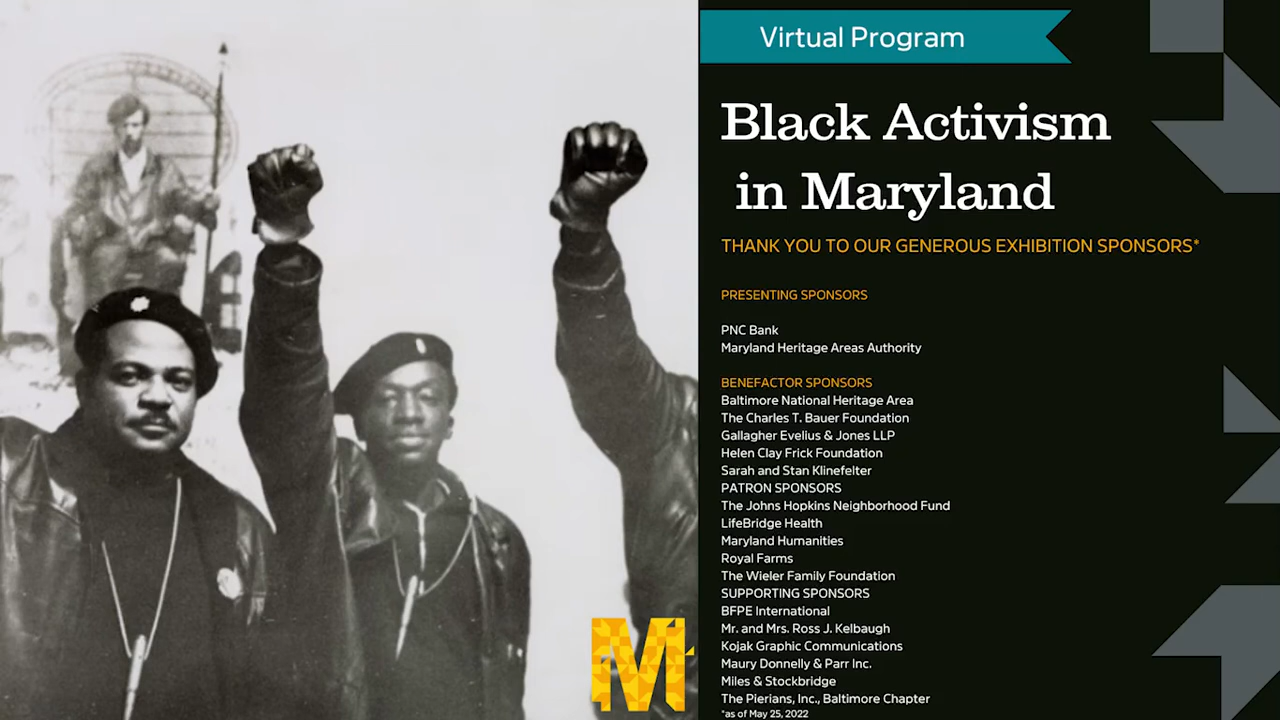 Virtual Program
Black Activism
in Maryland
THANK YOU TO OUR GENEROUS EXHIBITION SPONSORS*
PRESENTING SPONSORS
PNC Bank
Maryland Heritage Areas Authority
BENEFACTOR SPONSORS
Baltimore National Heritage Area
The Charles T. Bauer Foundation
Gallagher Evelius & Jones LLP
Helen Clay Frick Foundation
Sarah and Stan Klinefelter
PATRON SPONSORS
The Johns Hopkins Neighborhood Fund
LifeBridge Health
Maryland Humanities
Royal Farms
The Wieler Family Foundation
SUPPORTING SPONSORS
BFPE International
Mr. and Mrs. Ross J. Kelbaugh
Kojak Graphic Communications
Maury Donnelly & Parr Inc.
Miles & Stockbridge
The Pierians, Inc., Baltimore Chapter
*as of May 25, 2022
M